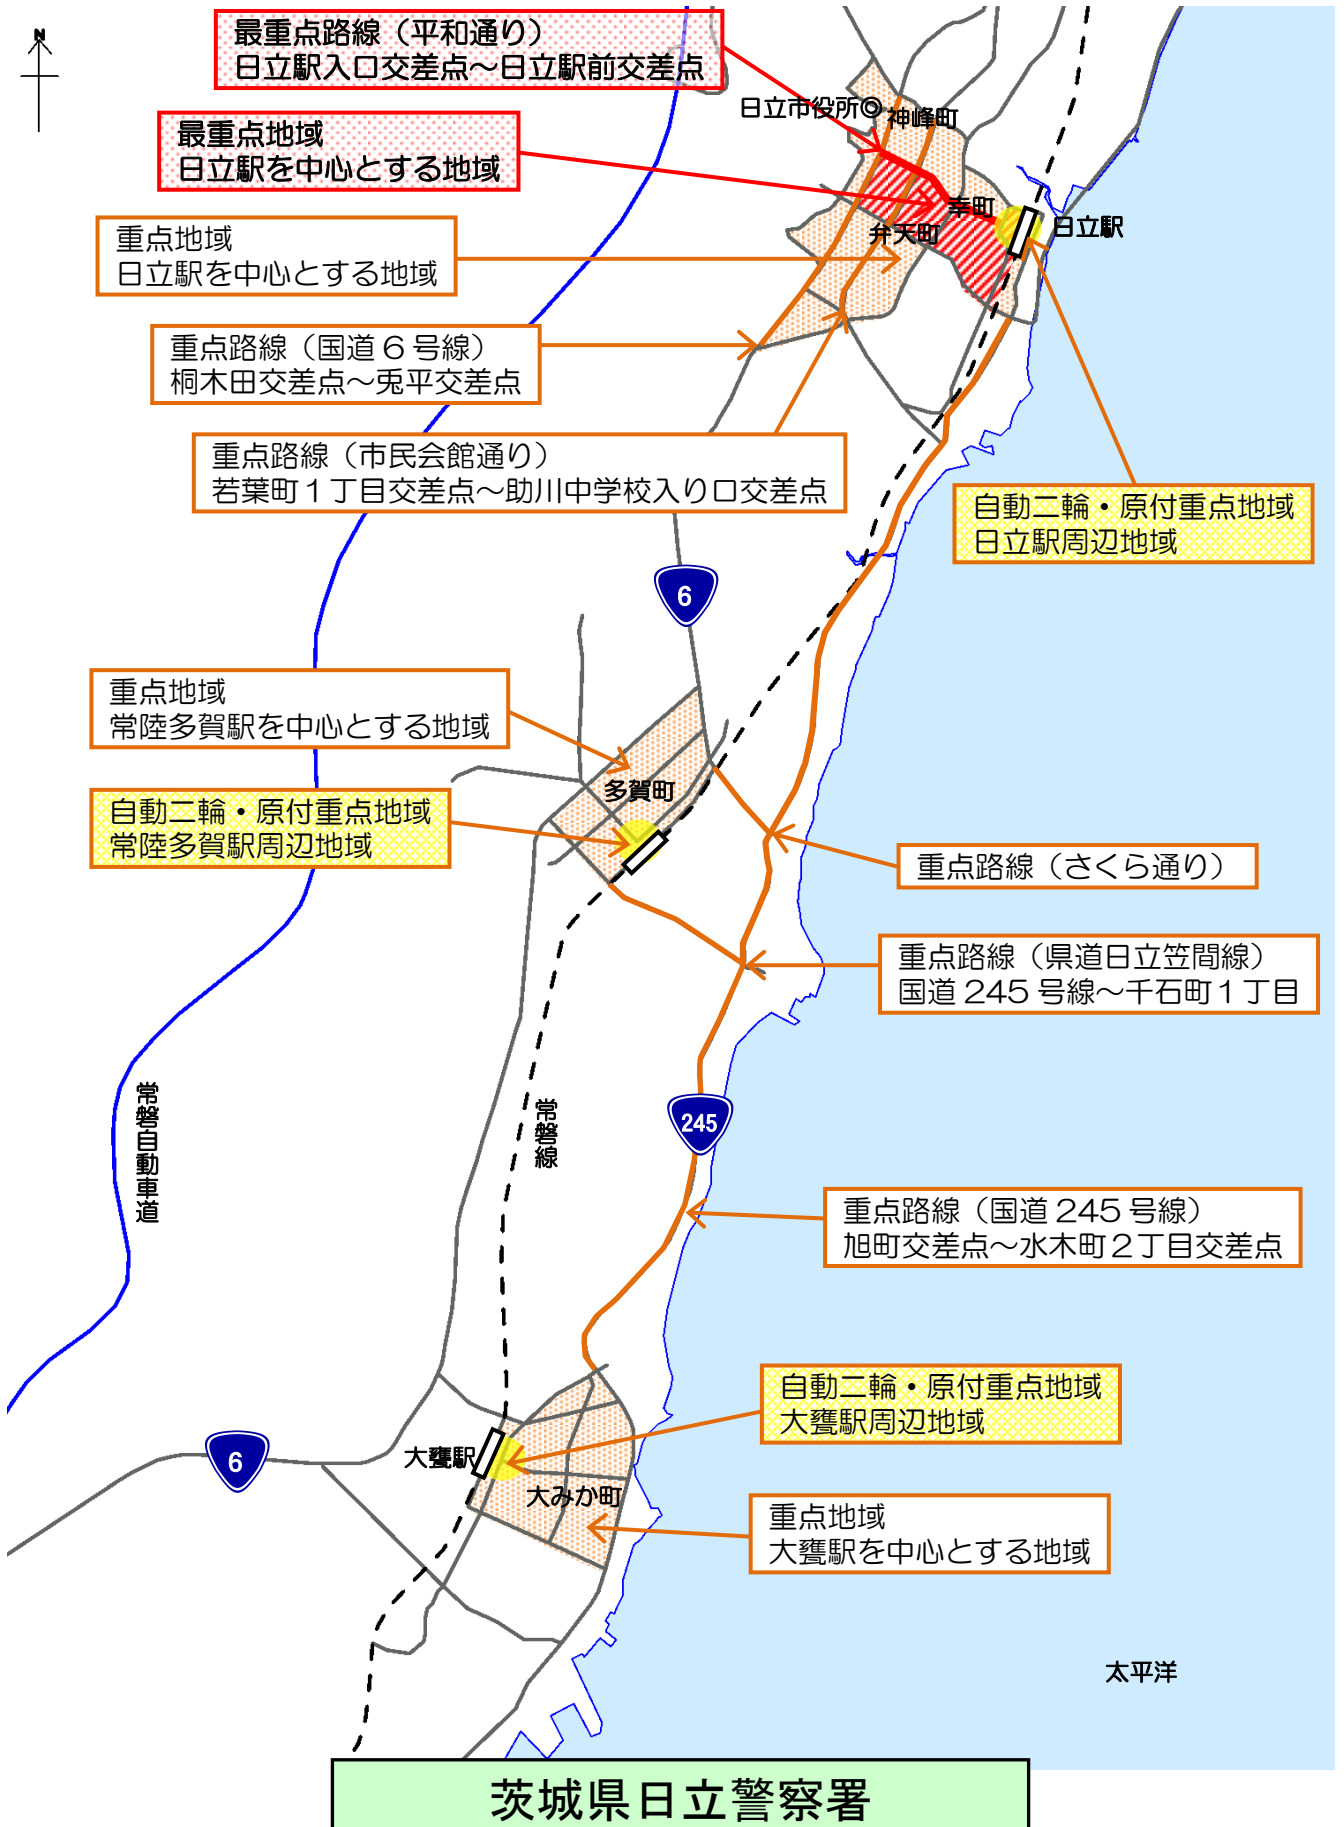 N
最重点路線（平和通り）
日立駅入口交差点～日立駅前交差点
日立市役所◎
神峰町
最重点地域
日立駅を中心とする地域
幸町
弁天町
日立駅
重点地域
日立駅を中心とする地域
重点路線（国道６号線）
桐木田交差点～兎平交差点
重点路線（市民会館通り）
若葉町１丁目交差点～助川中学校入り口交差点
自動二輪・原付重点地域
日立駅周辺地域
6
重点地域
常陸多賀駅を中心とする地域
多賀町
自動二輪・原付重点地域
常陸多賀駅周辺地域
重点路線（さくら通り）
重点路線（県道日立笠間線）
国道245号線～千石町１丁目
常磐自動車道
常磐線
245
重点路線（国道245号線）
旭町交差点～水木町２丁目交差点
自動二輪・原付重点地域
大甕駅周辺地域
6
大甕駅
大みか町
重点地域
大甕駅を中心とする地域
太平洋
茨城県日立警察署